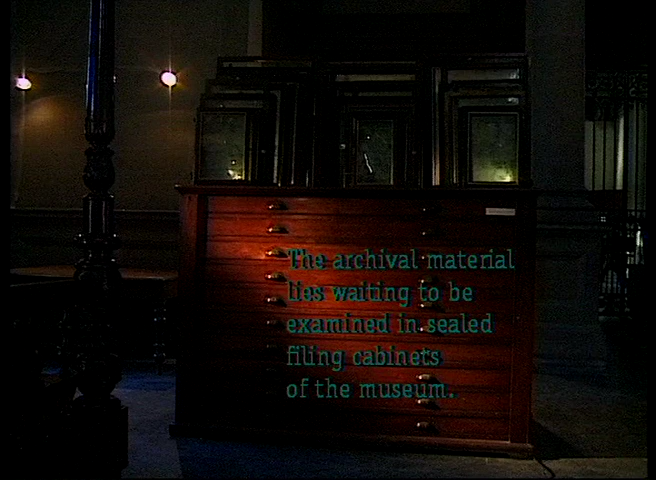 The archival material
lies waiting to be
examined in sealed
filing cabinets
of the museum.